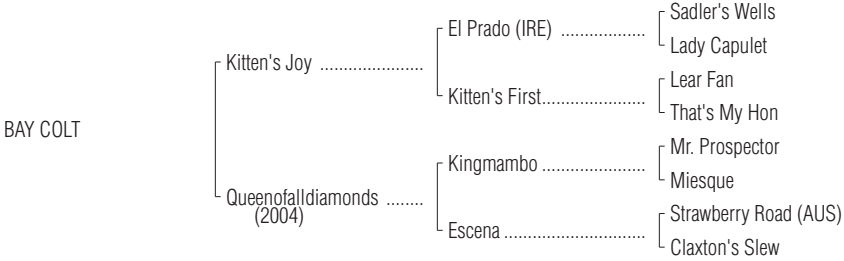 Sadler's Wells
El Prado (IRE) ...................
Lady Capulet
Kitten's Joy ......................
Lear Fan
Kitten's First......................
That's My Hon
BAY COLT
Mr. Prospector
Kingmambo ......................
Miesque
Queenofalldiamonds ........
(2004)
Strawberry Road (AUS)
Escena ..............................
Claxton's Slew